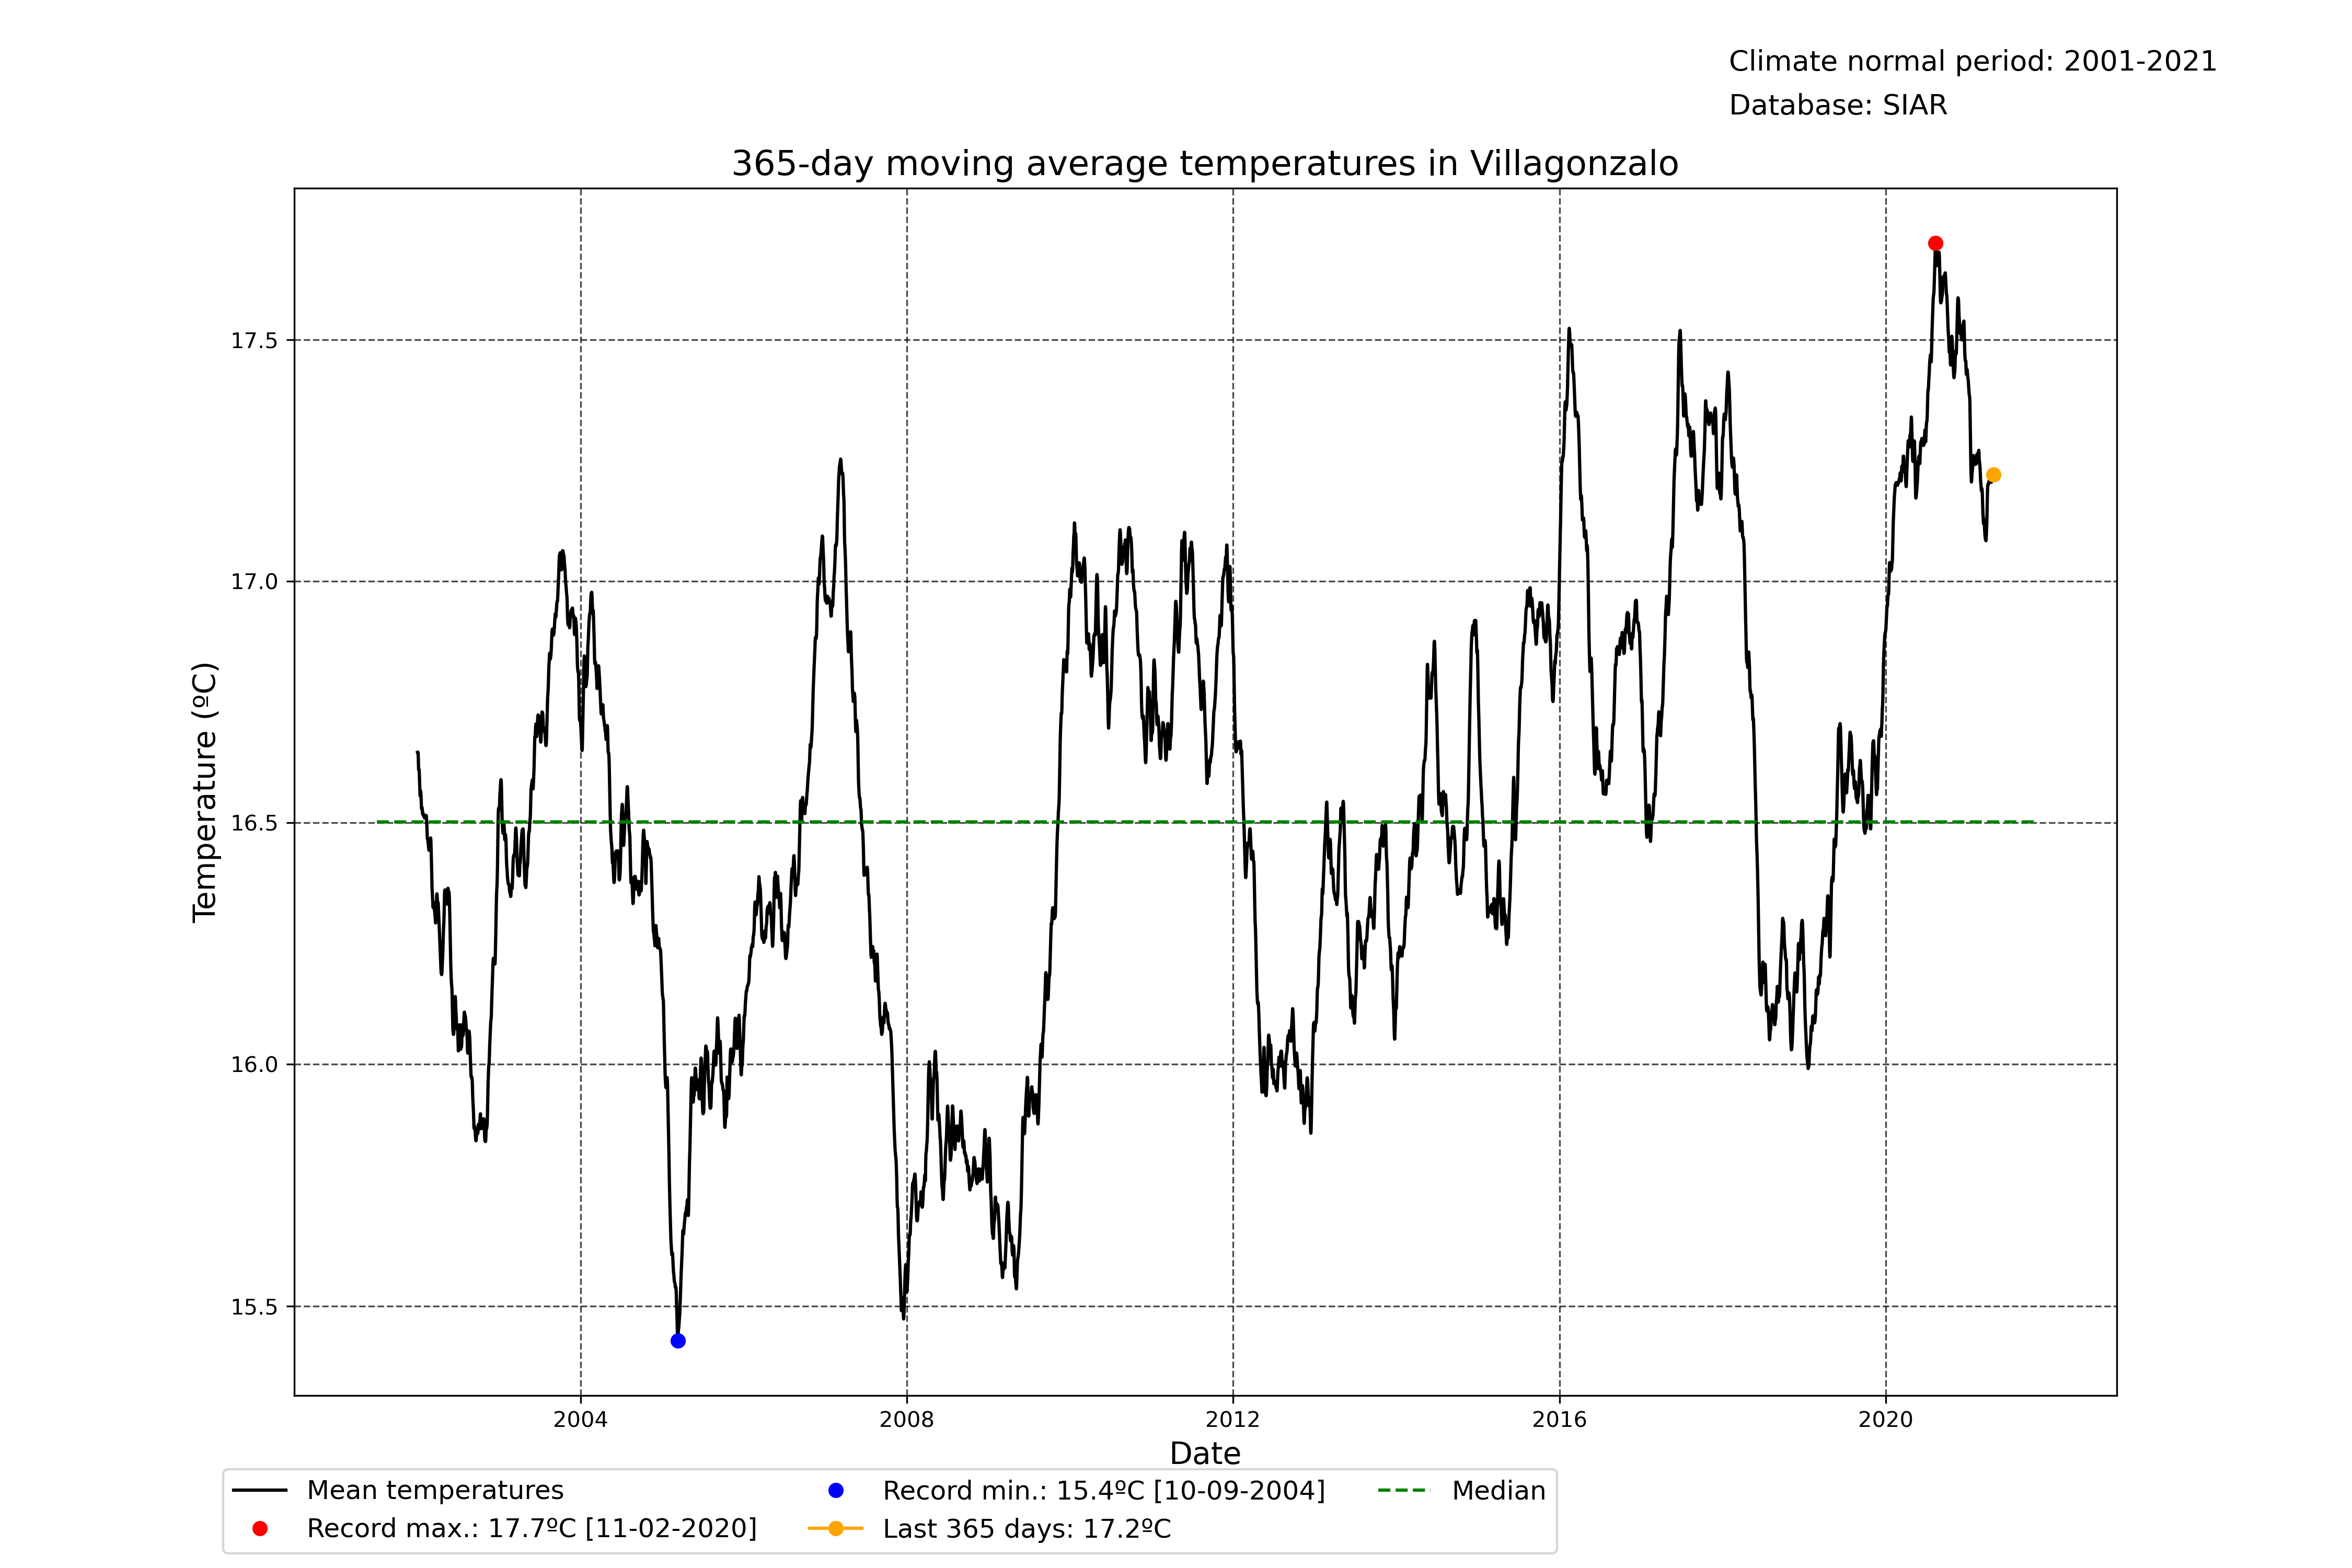 Climate normal period: 2001-2021
Database: SIAR
365-day moving average temperatures in Villagonzalo
Temperature (ºC)
17.5
17.0
16.5
16.0
15.5
2004
2008
2012
2016
2020
Date
Mean temperatures
Record max.: 17.7ºC [11-02-2020]
Record min.: 15.4ºC [10-09-2004]
Last 365 days: 17.2ºC
Median